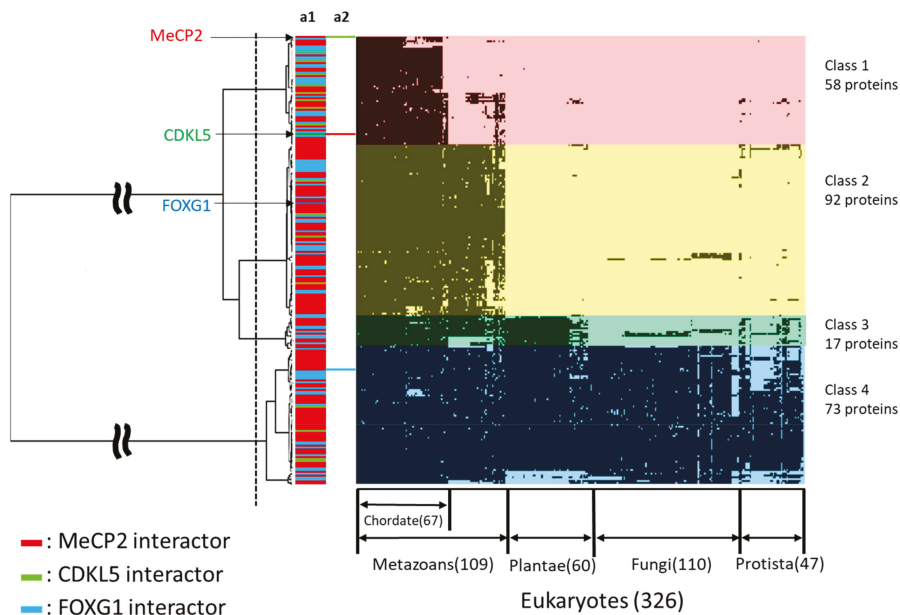 a1 a2
MeCP2
CDKL5
FOXG1
Class 1
58 proteins
Class 2
92 proteins
Class 3
17 proteins
Class 4
73 proteins
Chordate(67)
Metazoans(109) Plantae(60) Fungi(110) Protista(47)
Eukaryotes (326)
: MeCP2 interactor
: CDKL5 interactor
: FOXG1 interactor